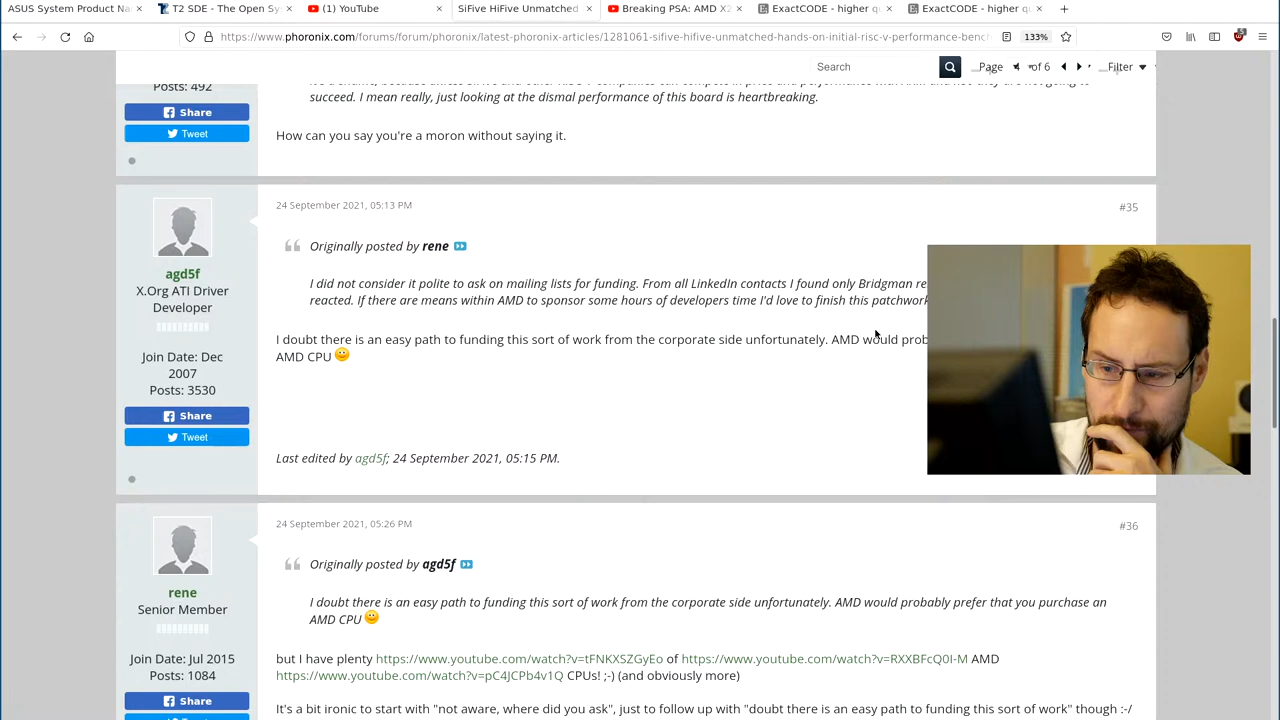 ASUS System Product Na
T2 SDE - The Open Sy
(1) YouTube
SiFive HiFive Unmatched
Breaking PSA: AMD X2
ExactCODE - higher qu
ExactCODE - higher qu
https://www.phoronix.com/forums/forum/phoronix/latest-phoronix-articles/1281061-sifive-hifive-unmatched-hands-on-initial-risc-v-performance-benc
133%
Search
Page 4 of 6
Filter
Posts: 492
succeed. I mean really, just looking at the dismal performance of this board is heartbreaking.
Share
Tweet
How can you say you're a moron without saying it.
24 September 2021, 05:13 PM
#35
Originally posted by rene
agd5f
X.Org ATI Driver
Developer
I did not consider it polite to ask on mailing lists for funding. From all LinkedIn contacts I found only Bridgman re
reacted. If there are means within AMD to sponsor some hours of developers time I'd love to finish this patchwork
I doubt there is an easy path to funding this sort of work from the corporate side unfortunately. AMD would prob
AMD CPU
Join Date: Dec
2007
Posts: 3530
Share
Tweet
Last edited by agd5f; 24 September 2021, 05:15 PM.
24 September 2021, 05:26 PM
#36
Originally posted by agd5f
rene
Senior Member
I doubt there is an easy path to funding this sort of work from the corporate side unfortunately. AMD would probably prefer that you purchase an
AMD CPU
Join Date: Jul 2015
Posts: 1084
Share
but I have plenty https://www.youtube.com/watch?v=tFNKXSZGyEo of https://www.youtube.com/watch?v=RXXBFcQ0I-M AMD
https://www.youtube.com/watch?v=pC4JCPb4v1Q CPUs! ;-) (and obviously more)
It's a bit ironic to start with "not aware, where did you ask", just to follow up with "doubt there is an easy path to funding this sort of work" though :-/